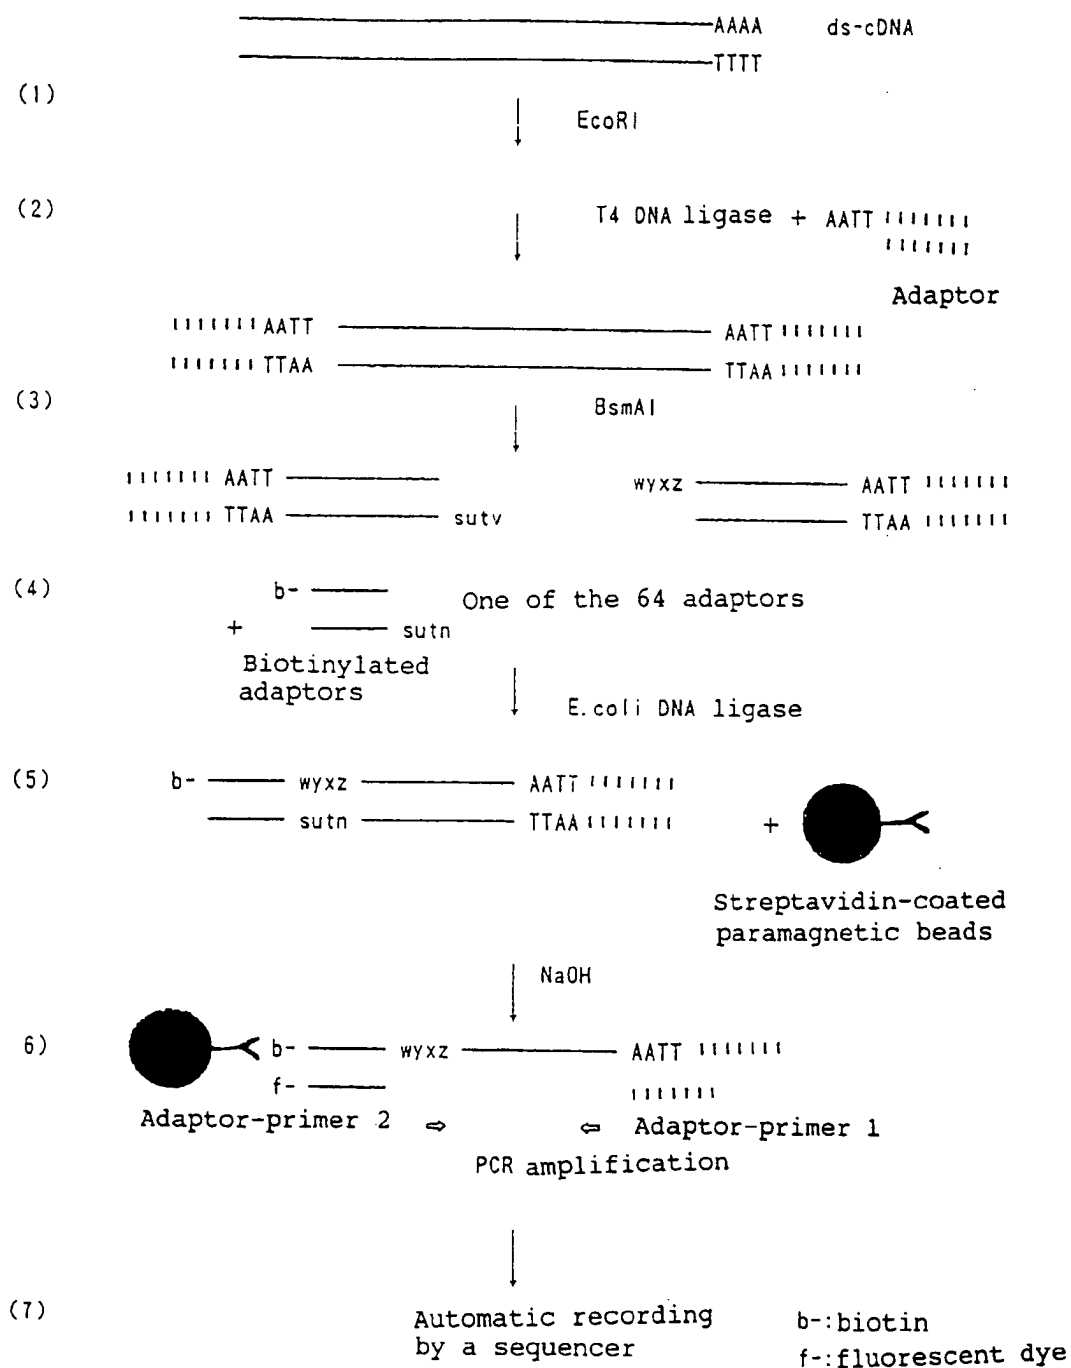 AAAA ds-cDNA
TTTT
(1)
EcoRI
(2)
T4 DNA ligase + AATT
Adaptor
AATT AATT
TTAA TTAA
(3)
BsmAI
AATT wyxz AATT
TTAA sutv TTAA
(4)
b- One of the 64 adaptors
+ sutn
Biotinylated
adaptors
E.coli DNA ligase
(5)
b- wyxz AATT
sutn TTAA +
Streptavidin-coated
paramagnetic beads
NaOH
6)
b- wyxz AATT
f-
Adaptor-primer 2 ⇨ ⇦ Adaptor-primer 1
PCR amplification
(7)
Automatic recording
by a sequencer
b-:biotin
f-:fluorescent dye